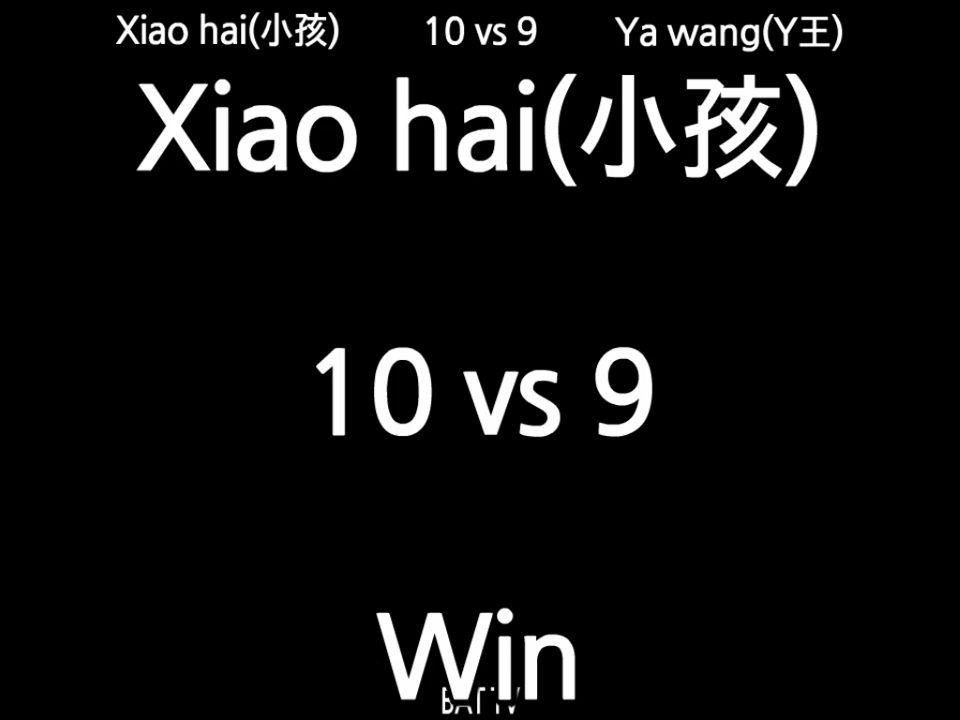 Xiao hai(小孩) 10 vs 9 Ya wang(Y王)
Xiao hai(小孩)
10 vs 9
Win